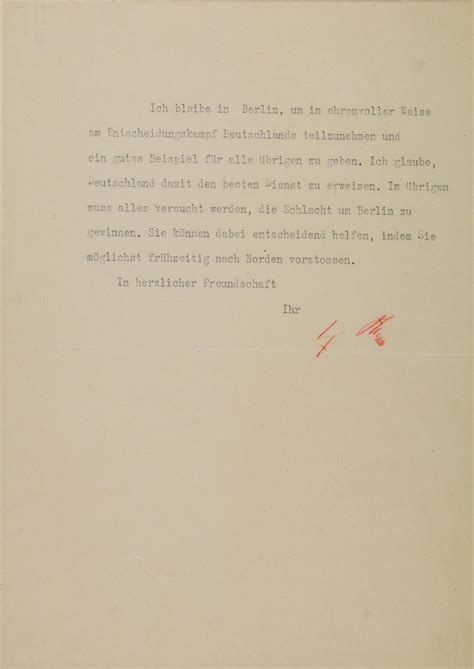 Ich bleibe in Berlin, um in ehrenvoller Weise
am Entscheidungskampf Deutschlands teilzunehmen und
ein gutes Beispiel für alle übrigen zu geben. Ich glaube,
Deutschland damit den besten Dienst zu erweisen. Im übrigen
muss alles versucht werden, die Schlacht um Berlin zu
gewinnen. Sie können dabei entscheidend helfen, indem Sie
möglichst frühzeitig nach Norden vorstossen.
In herzlicher Freundschaft
Ihr